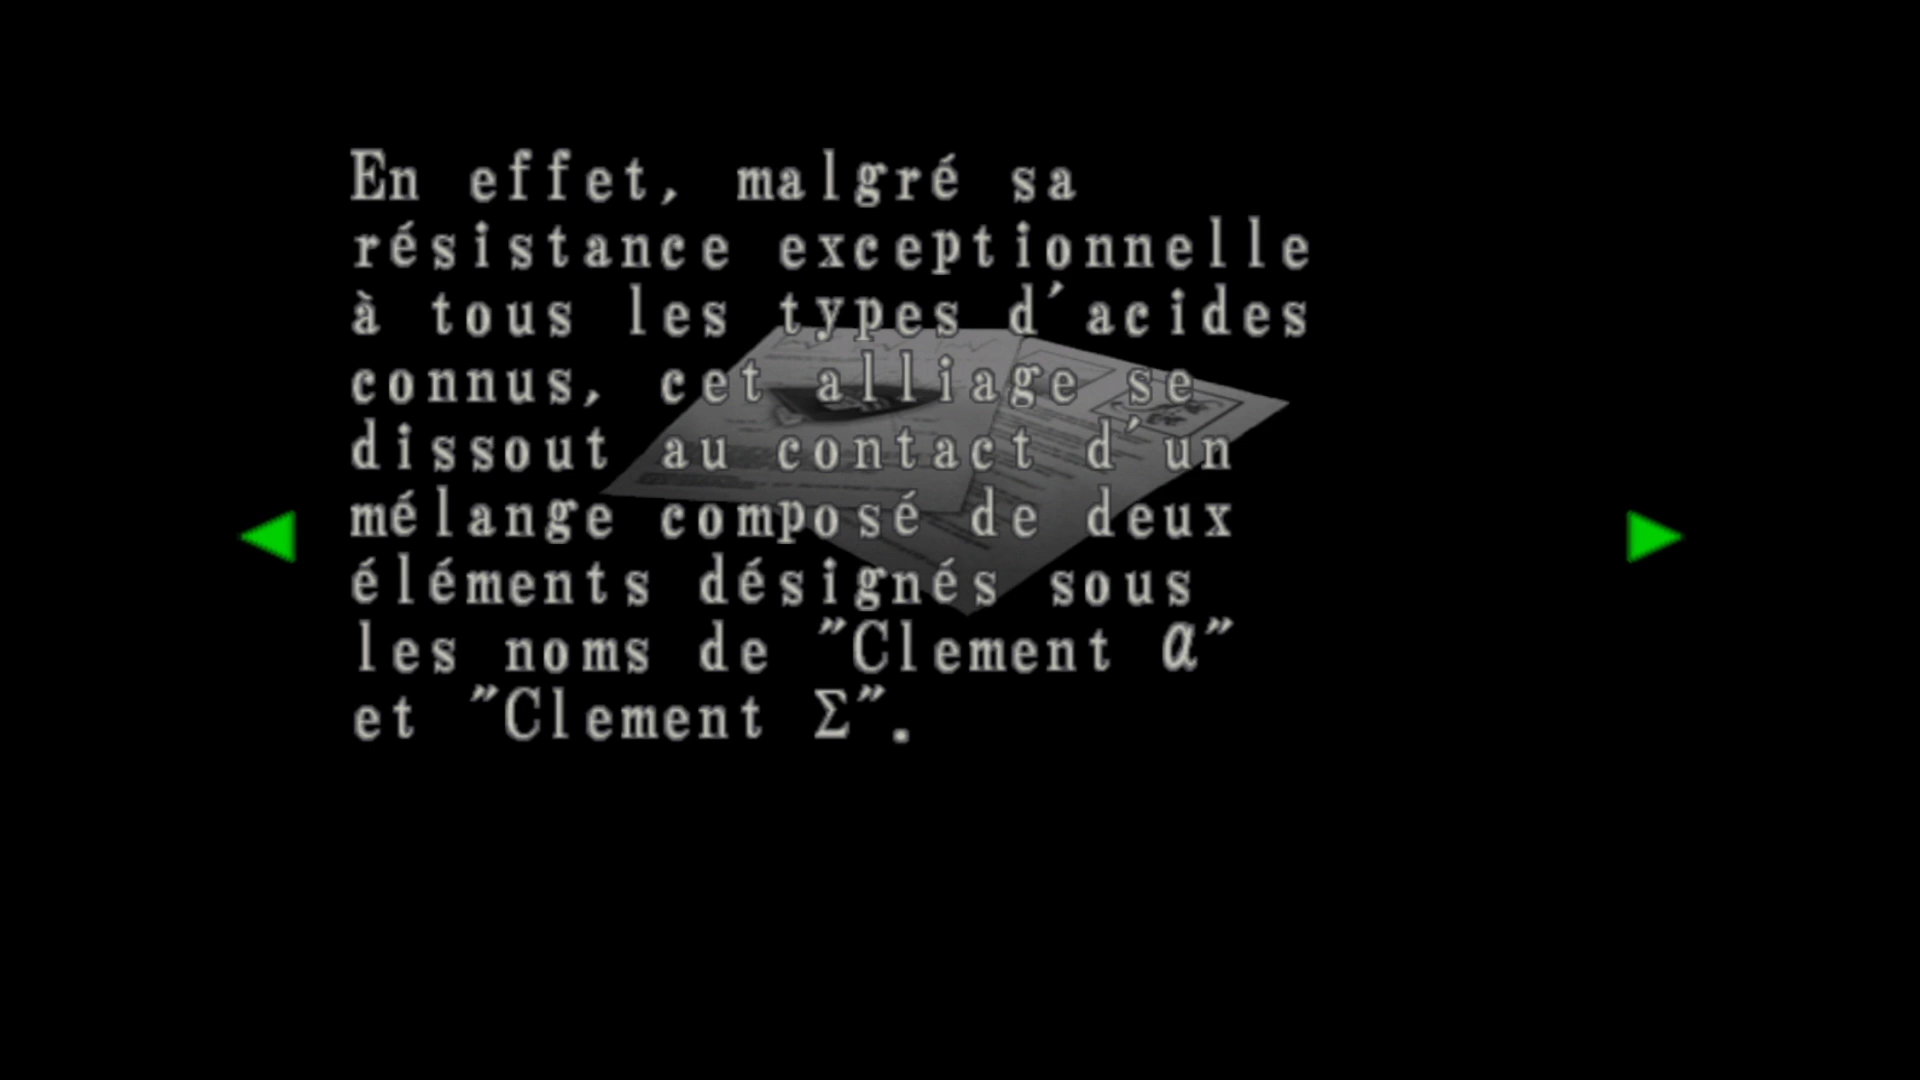 En effet, malgré sa
résistance exceptionnelle
à tous les types d'acides
connus, cet alliage se
dissout au contact d'un
mélange composé de deux
éléments désignés sous
les noms de "Clement α"
et "Clement Σ".